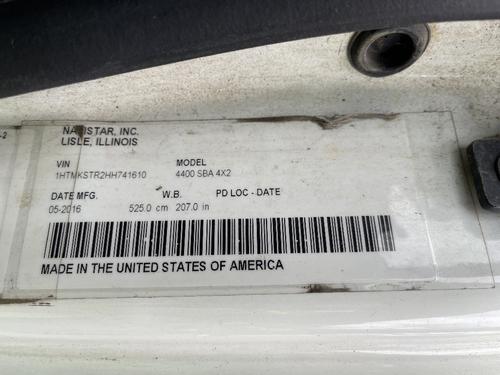 -2
NAVISTAR, INC.
LISLE, ILLINOIS
VIN MODEL
1HTMKSTR2HH741610 4400 SBA 4X2
DATE MFG. W.B. PD LOC - DATE
05-2016 525.0 cm 207.0 in
MADE IN THE UNITED STATES OF AMERICA